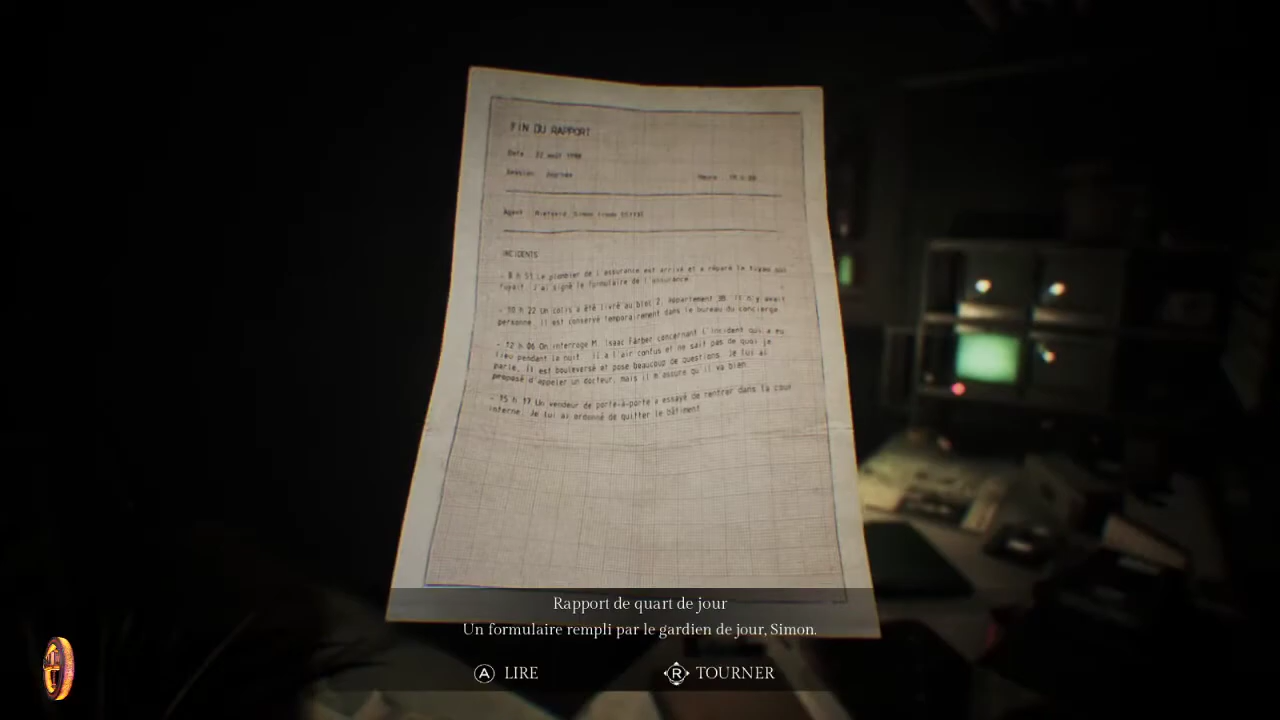 FIN DU RAPPORT
Date 22 août
Session Journée
Heure
Agent Simon
INCIDENTS
- 8 h 51 Le plombier de l'assurance est arrivé et a réparé le tuyau qui
fuyait. J'ai signé le formulaire de l'assurance.
- 10 h 22 Un colis a été livré au bloc 2, appartement 38. Il n'y avait
personne. Il est conservé temporairement dans le bureau du concierge.
- 12 h 06 On interroge M. Isaac Färber concernant l'incident qui a eu
lieu pendant la nuit. Il a l'air confus et ne sait pas de quoi je
parle. Il est bouleversé et pose beaucoup de questions. Je lui ai
proposé d'appeler un docteur, mais il m'assure qu'il va bien.
- 15 h 17 Un vendeur de porte-à-porte a essayé de rentrer dans la cour
interne. Je lui ai ordonné de quitter le bâtiment.
Rapport de quart de jour
Un formulaire rempli par le gardien de jour, Simon.
A LIRE
R TOURNER